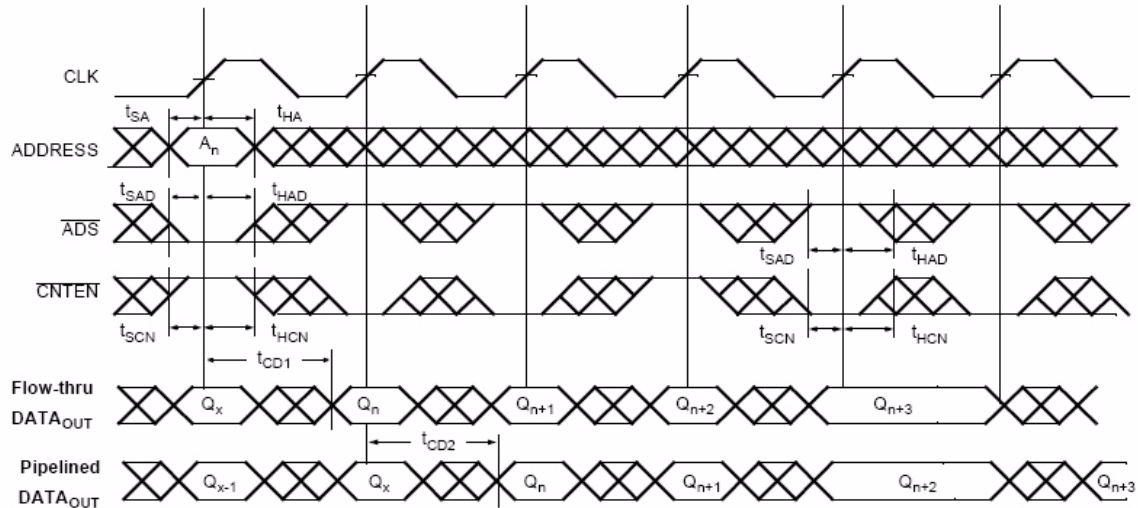 CLK
tSA tHA
ADDRESS An
tSAD tHAD
ADS
tSAD tHAD
CNTEN
tSCN tHCN tSCN tHCN
tCD1
Flow-thru
DATAOUT Qx Qn Qn+1 Qn+2 Qn+3
tCD2
Pipelined
DATAOUT Qx-1 Qx Qn Qn+1 Qn+2 Qn+3